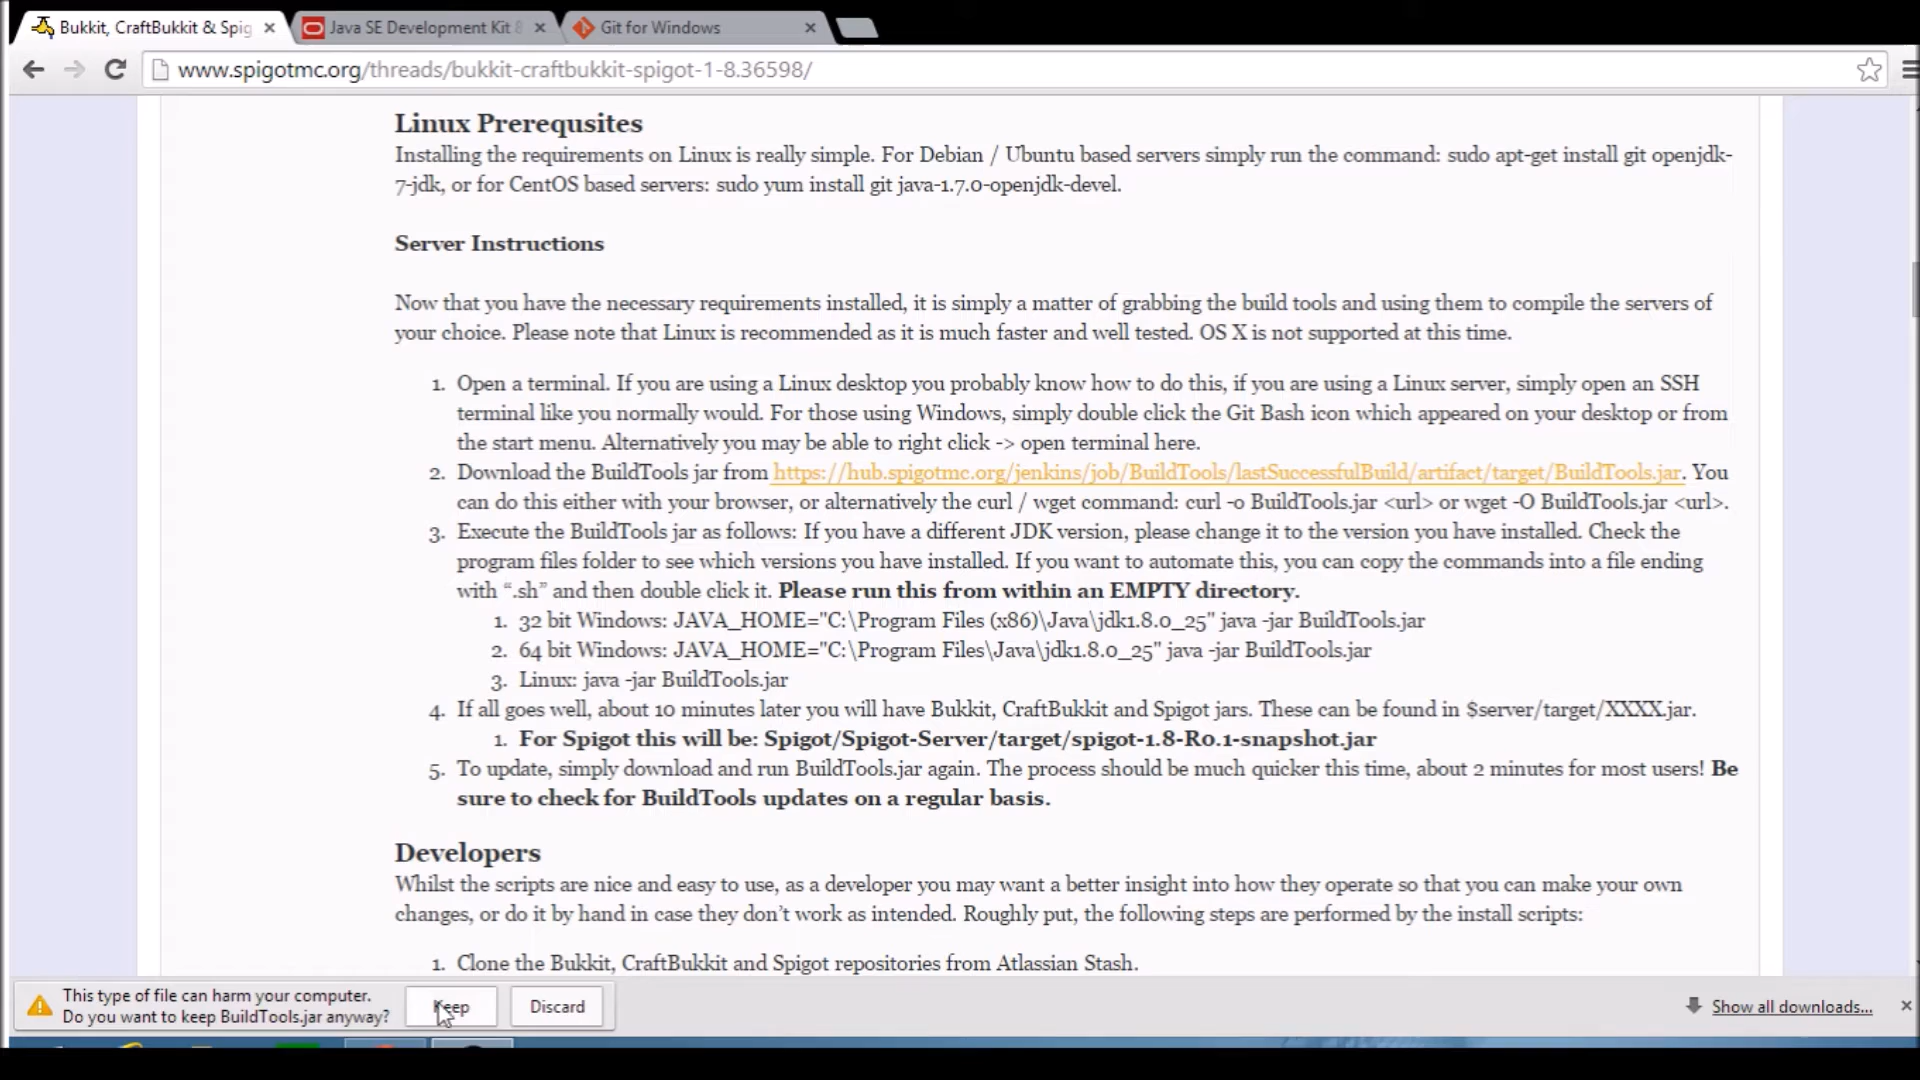 Bukkit, CraftBukkit & Spig
Java SE Development Kit 8
Git for Windows
www.spigotmc.org/threads/bukkit-craftbukkit-spigot-1-8.36598/
Linux Prerequsites
Installing the requirements on Linux is really simple. For Debian / Ubuntu based servers simply run the command: sudo apt-get install git openjdk-
7-jdk, or for CentOS based servers: sudo yum install git java-1.7.0-openjdk-devel.
Server Instructions
Now that you have the necessary requirements installed, it is simply a matter of grabbing the build tools and using them to compile the servers of
your choice. Please note that Linux is recommended as it is much faster and well tested. OS X is not supported at this time.
1. Open a terminal. If you are using a Linux desktop you probably know how to do this, if you are using a Linux server, simply open an SSH
terminal like you normally would. For those using Windows, simply double click the Git Bash icon which appeared on your desktop or from
the start menu. Alternatively you may be able to right click -> open terminal here.
2. Download the BuildTools jar from https://hub.spigotmc.org/jenkins/job/BuildTools/lastSuccessfulBuild/artifact/target/BuildTools.jar. You
can do this either with your browser, or alternatively the curl / wget command: curl -o BuildTools.jar <url> or wget -O BuildTools.jar <url>.
3. Execute the BuildTools jar as follows: If you have a different JDK version, please change it to the version you have installed. Check the
program files folder to see which versions you have installed. If you want to automate this, you can copy the commands into a file ending
with “.sh” and then double click it. Please run this from within an EMPTY directory.
1. 32 bit Windows: JAVA_HOME="C:\Program Files (x86)\Java\jdk1.8.0_25" java -jar BuildTools.jar
2. 64 bit Windows: JAVA_HOME="C:\Program Files\Java\jdk1.8.0_25" java -jar BuildTools.jar
3. Linux: java -jar BuildTools.jar
4. If all goes well, about 10 minutes later you will have Bukkit, CraftBukkit and Spigot jars. These can be found in $server/target/XXXX.jar.
1. For Spigot this will be: Spigot/Spigot-Server/target/spigot-1.8-R0.1-snapshot.jar
5. To update, simply download and run BuildTools.jar again. The process should be much quicker this time, about 2 minutes for most users! Be
sure to check for BuildTools updates on a regular basis.
Developers
Whilst the scripts are nice and easy to use, as a developer you may want a better insight into how they operate so that you can make your own
changes, or do it by hand in case they don’t work as intended. Roughly put, the following steps are performed by the install scripts:
1. Clone the Bukkit, CraftBukkit and Spigot repositories from Atlassian Stash.
This type of file can harm your computer.
Do you want to keep BuildTools.jar anyway?
Keep
Discard
Show all downloads...